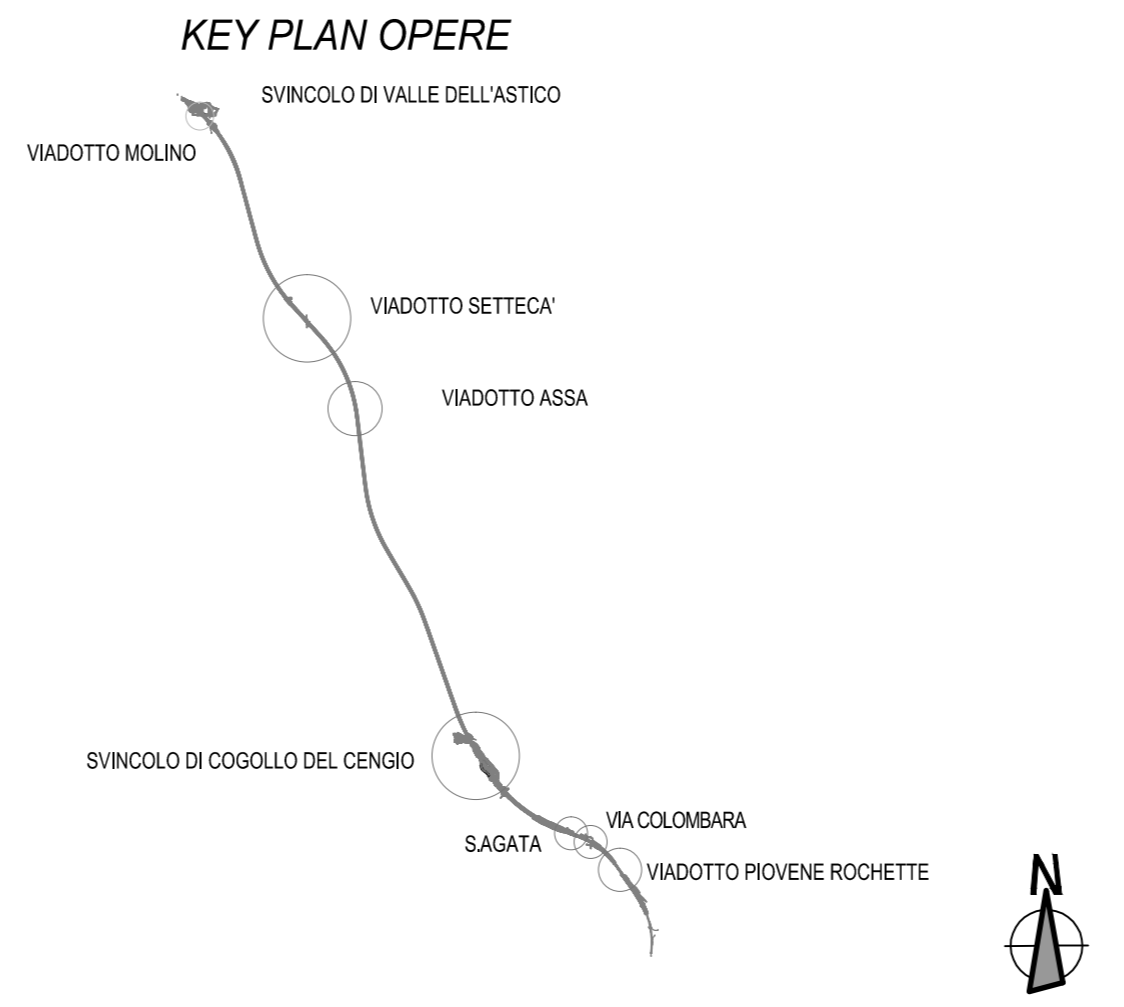 KEY PLAN OPERE
SVINCOLO DI VALLE DELL'ASTICO
VIADOTTO MOLINO
VIADOTTO SETTECA'
VIADOTTO ASSA
SVINCOLO DI COGOLLO DEL CENGIO
VIA COLOMBARA
S.AGATA
VIADOTTO PIOVENE ROCHETTE
N